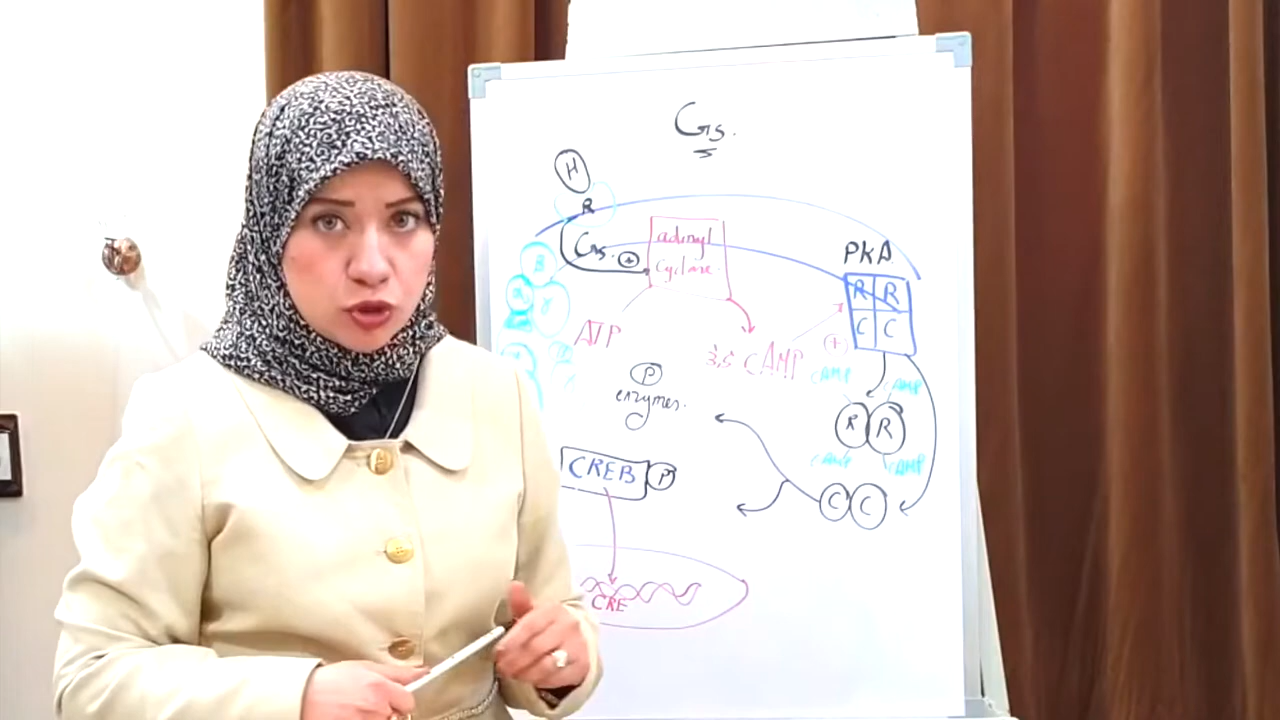 Gs.
H
R
Gs. +
adenyl
cyclase.
PKA
R R
C C
ATP
3,5 CAMP
(+)
CAMP CAMP
R R
CAMP CAMP
P
enzymes.
CREB P
C C
CRE
B
γ